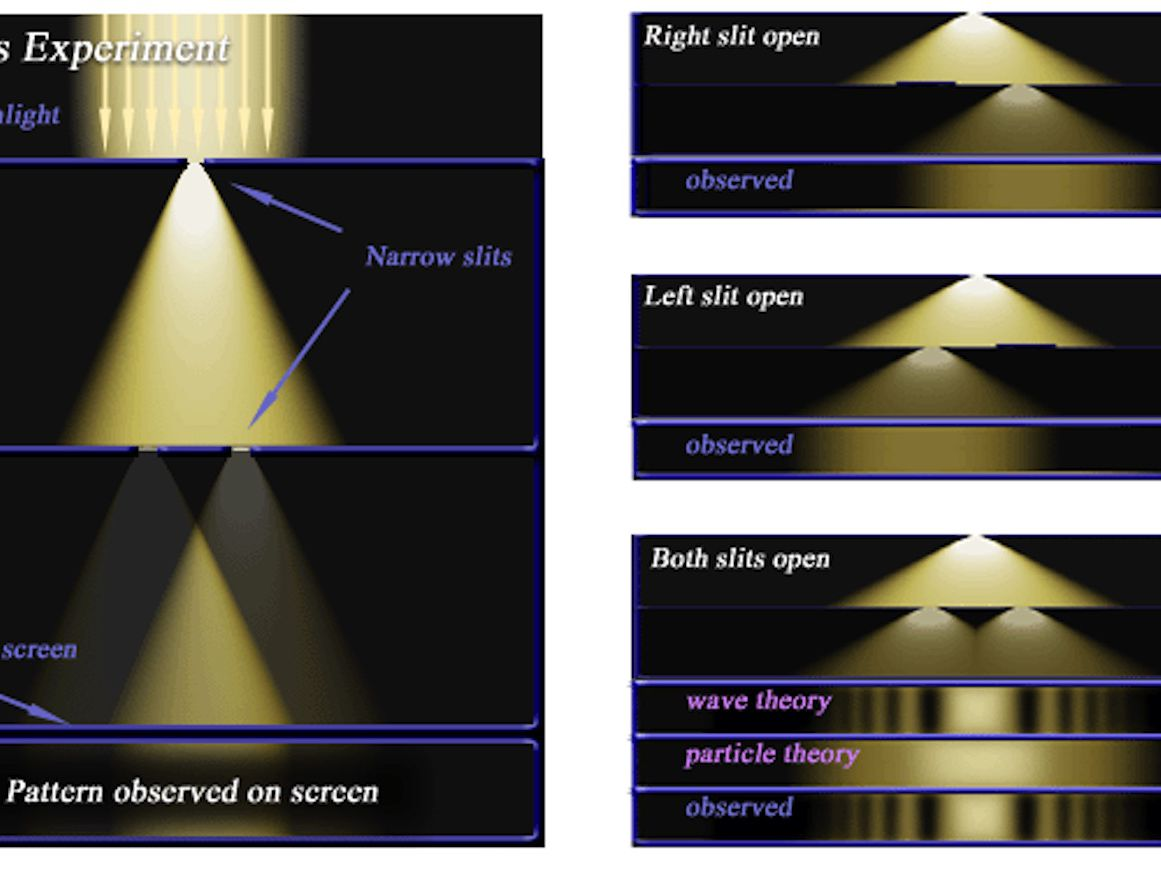 s Experiment
nlight
Narrow slits
screen
Pattern observed on screen
Right slit open
observed
Left slit open
observed
Both slits open
wave theory
particle theory
observed